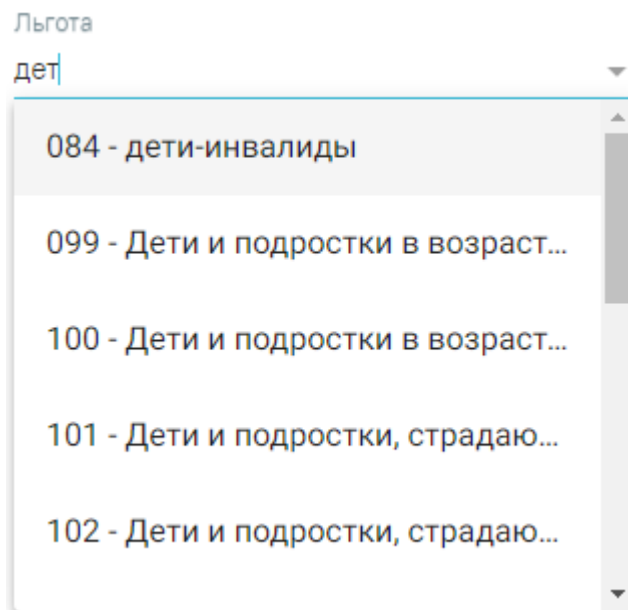 Льгота
дет
084 - дети-инвалиды
099 - Дети и подростки в возраст...
100 - Дети и подростки в возраст...
101 - Дети и подростки, страдаю...
102 - Дети и подростки, страдаю...